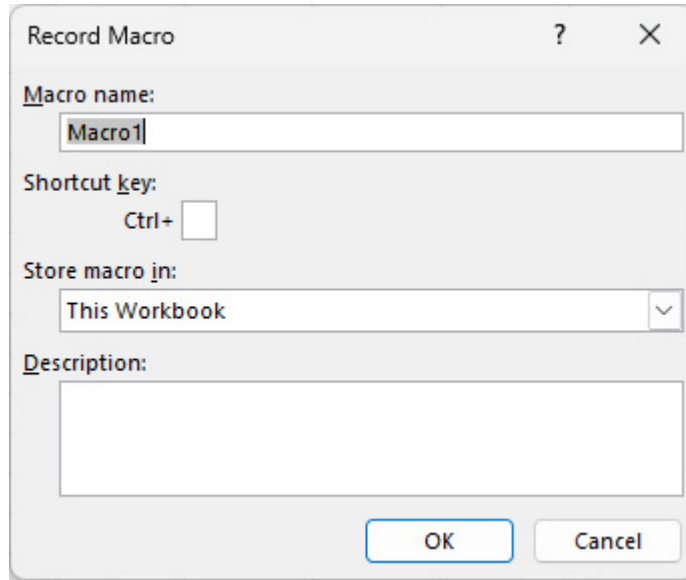 Record Macro ?
Macro name:
Macro1
Shortcut key:
Ctrl+
Store macro in:
This Workbook
Description:
OK Cancel